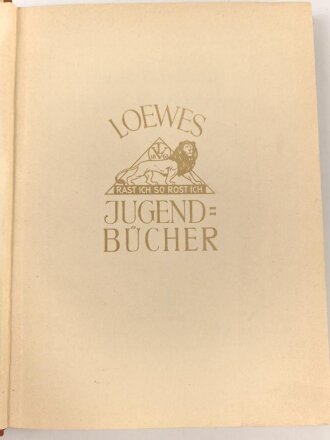 LOEWES
RAST ICH SO ROST ICH
JUGEND=
BÜCHER